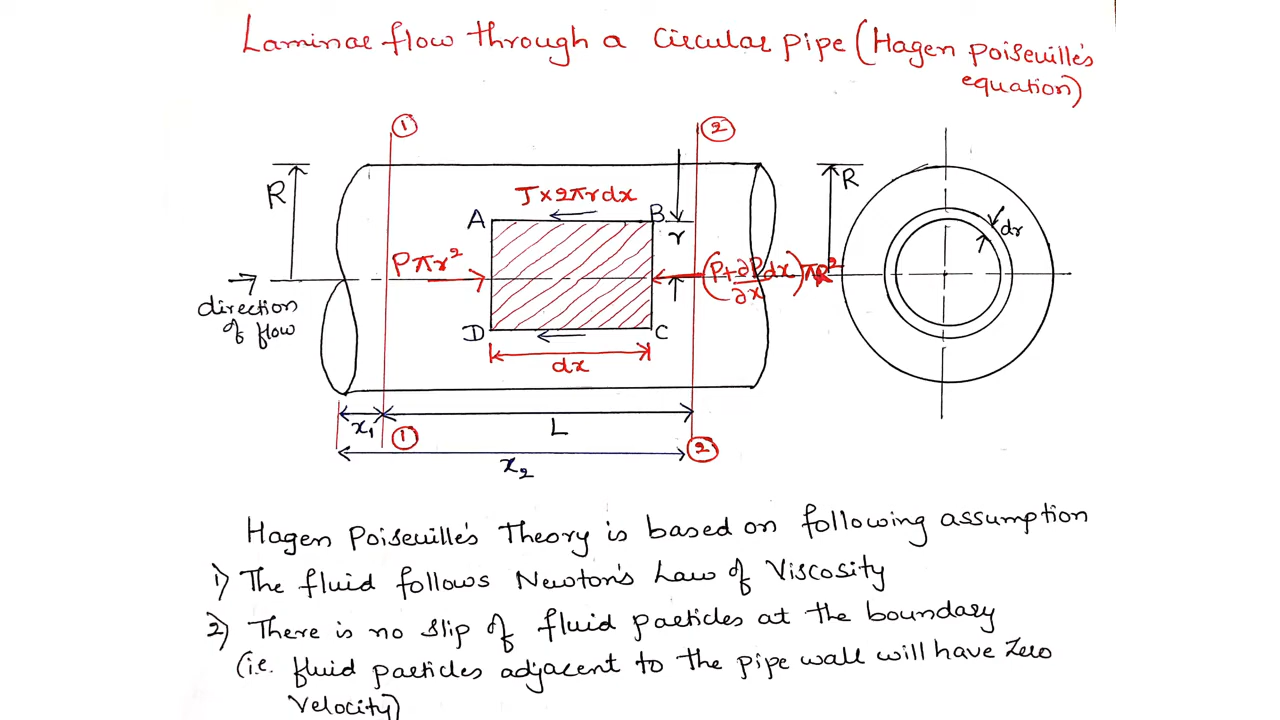 Laminar flow through a Circular pipe (Hagen poiseuille's
equation)
① ②
R
J×2πrdx
A B
r
Pπr²
(P+∂P/∂x dx)πr²
R
dr
direction
of flow
D C
dx
x₁ ① L ②
x₂
Hagen Poiseuille's Theory is based on following assumption
1) The fluid follows Newton's Law of Viscosity
2) There is no slip of fluid particles at the boundary
(i.e. fluid particles adjacent to the pipe wall will have Zero
Velocity)